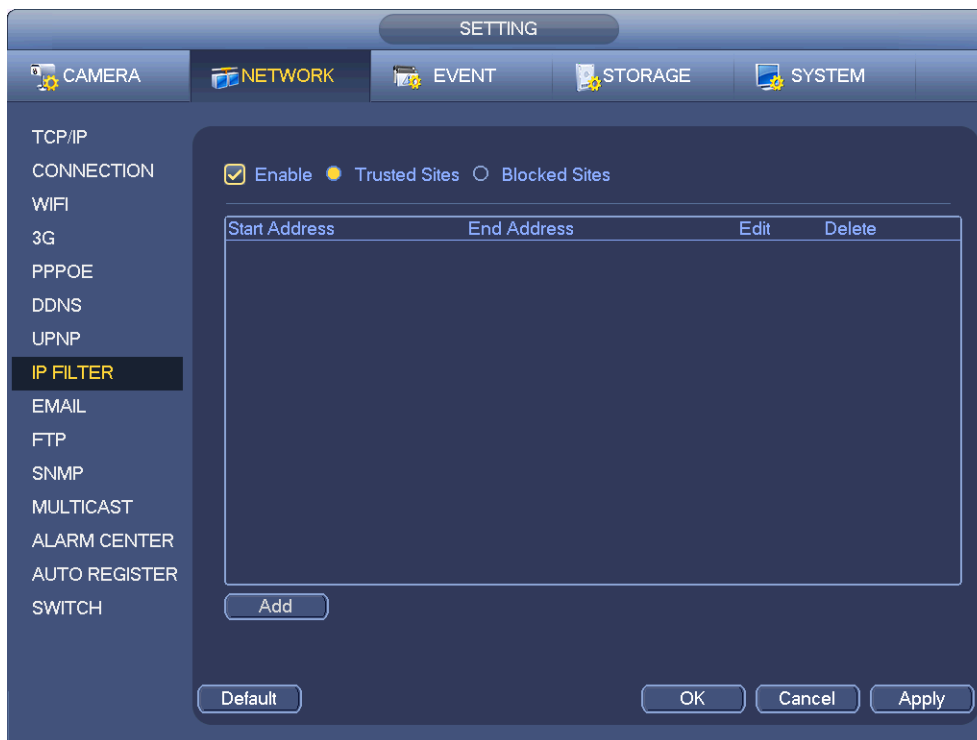 SETTING
CAMERA NETWORK EVENT STORAGE SYSTEM
TCP/IP
CONNECTION
WIFI
3G
PPPOE
DDNS
UPNP
IP FILTER
EMAIL
FTP
SNMP
MULTICAST
ALARM CENTER
AUTO REGISTER
SWITCH
Enable Trusted Sites Blocked Sites
Start Address End Address Edit Delete
Add
Default OK Cancel Apply